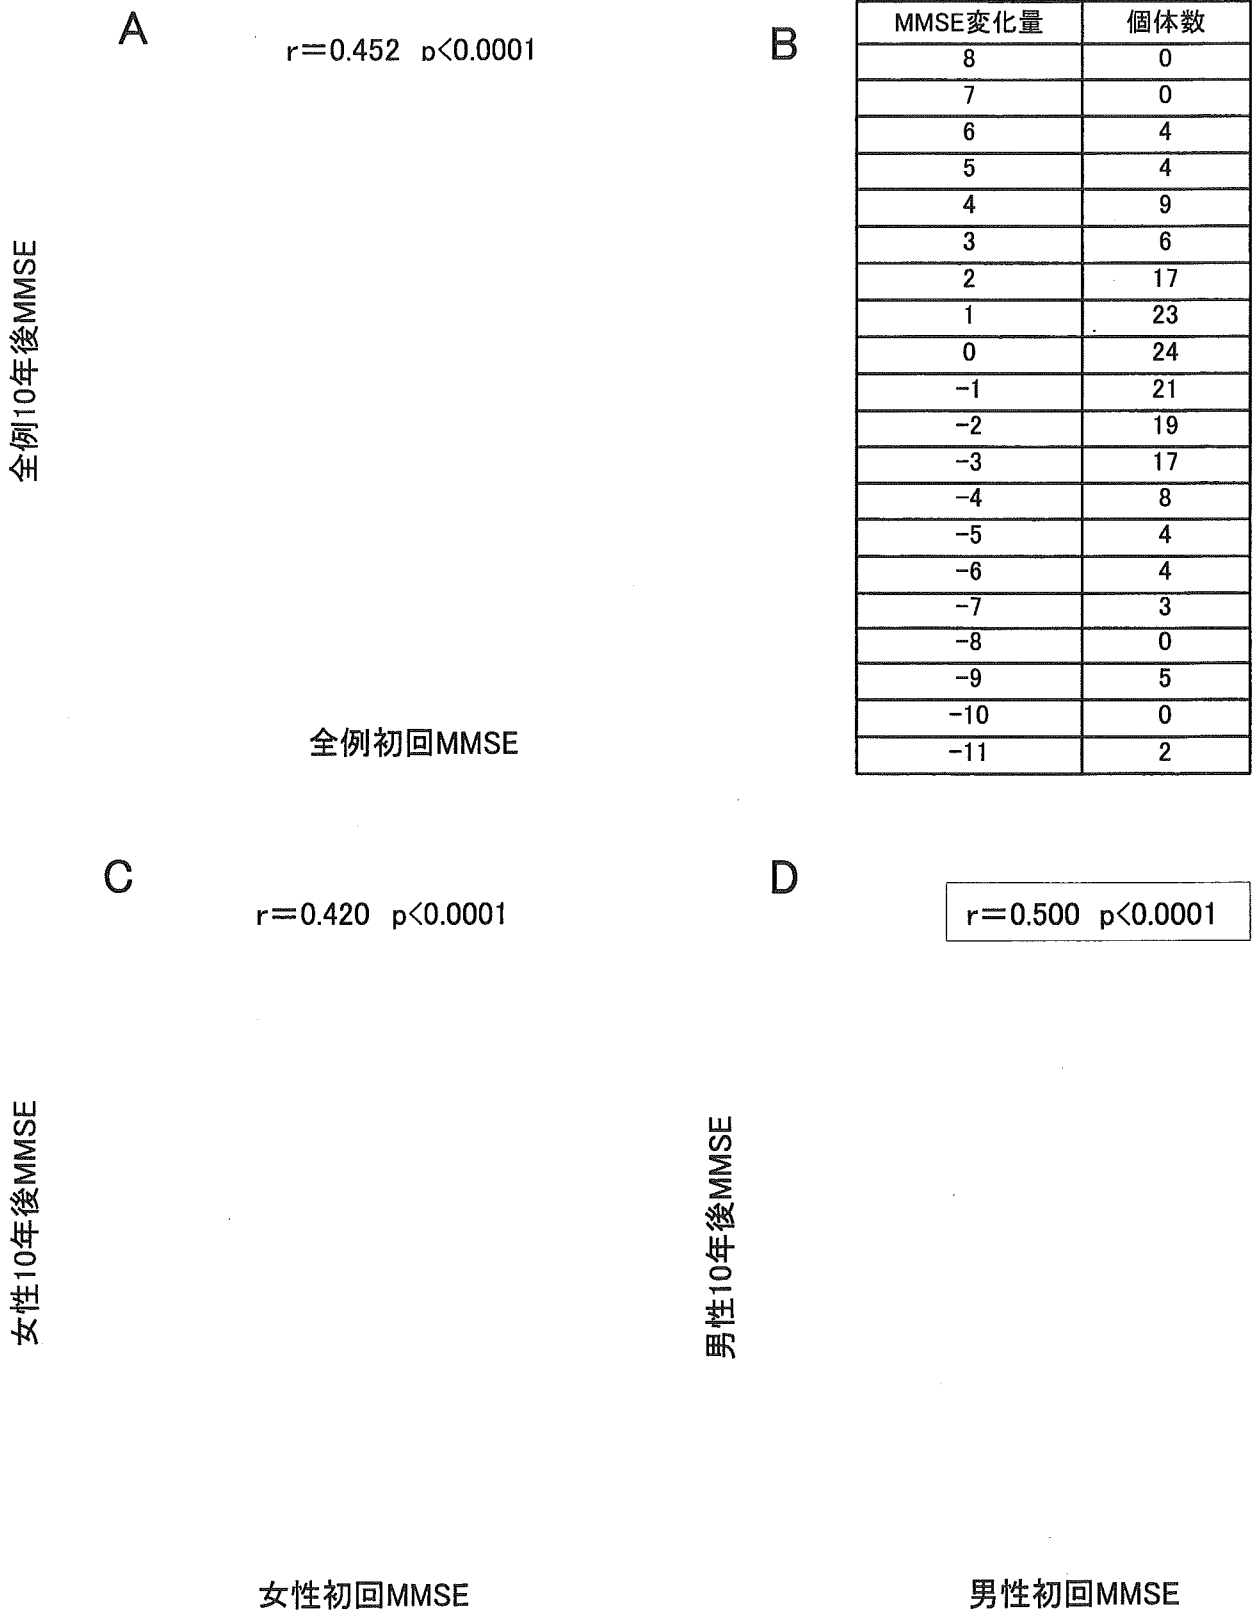 A
r=0.452 p<0.0001
全例10年後MMSE
全例初回MMSE
B
MMSE変化量 個体数
8 0
7 0
6 4
5 4
4 9
3 6
2 17
1 23
0 24
-1 21
-2 19
-3 17
-4 8
-5 4
-6 4
-7 3
-8 0
-9 5
-10 0
-11 2
C
r=0.420 p<0.0001
女性10年後MMSE
女性初回MMSE
D
r=0.500 p<0.0001
男性10年後MMSE
男性初回MMSE